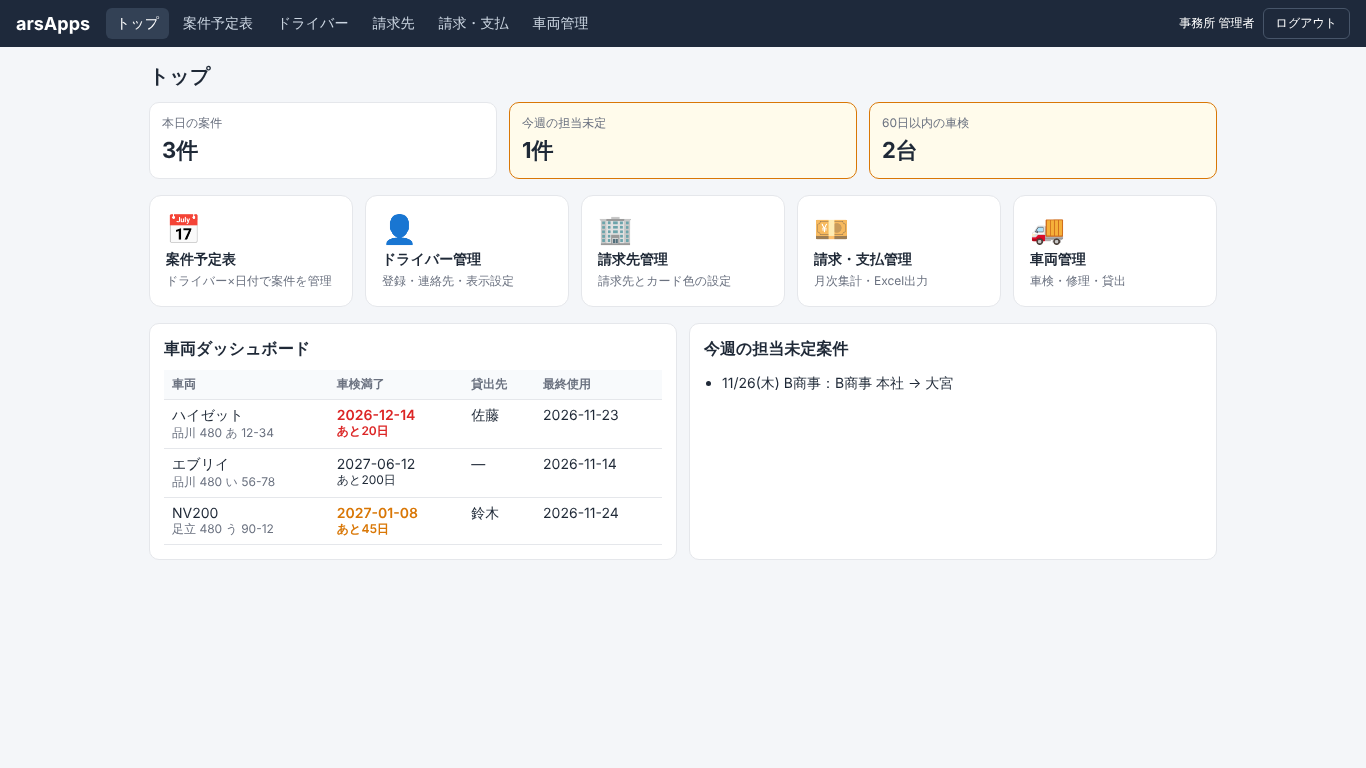 arsApps トップ 案件予定表 ドライバー 請求先 請求・支払 車両管理 事務所 管理者 ログアウト
トップ
本日の案件
3件
今週の担当未定
1件
60日以内の車検
2台
July
17
案件予定表
ドライバー×日付で案件を管理
ドライバー管理
登録・連絡先・表示設定
請求先管理
請求先とカード色の設定
請求・支払管理
月次集計・Excel出力
車両管理
車検・修理・貸出
車両ダッシュボード
車両 車検満了 貸出先 最終使用
ハイゼット 2026-12-14 佐藤 2026-11-23
品川 480 あ 12-34 あと20日
エブリイ 2027-06-12 — 2026-11-14
品川 480 い 56-78 あと200日
NV200 2027-01-08 鈴木 2026-11-24
足立 480 う 90-12 あと45日
今週の担当未定案件
• 11/26(木) B商事：B商事 本社 → 大宮